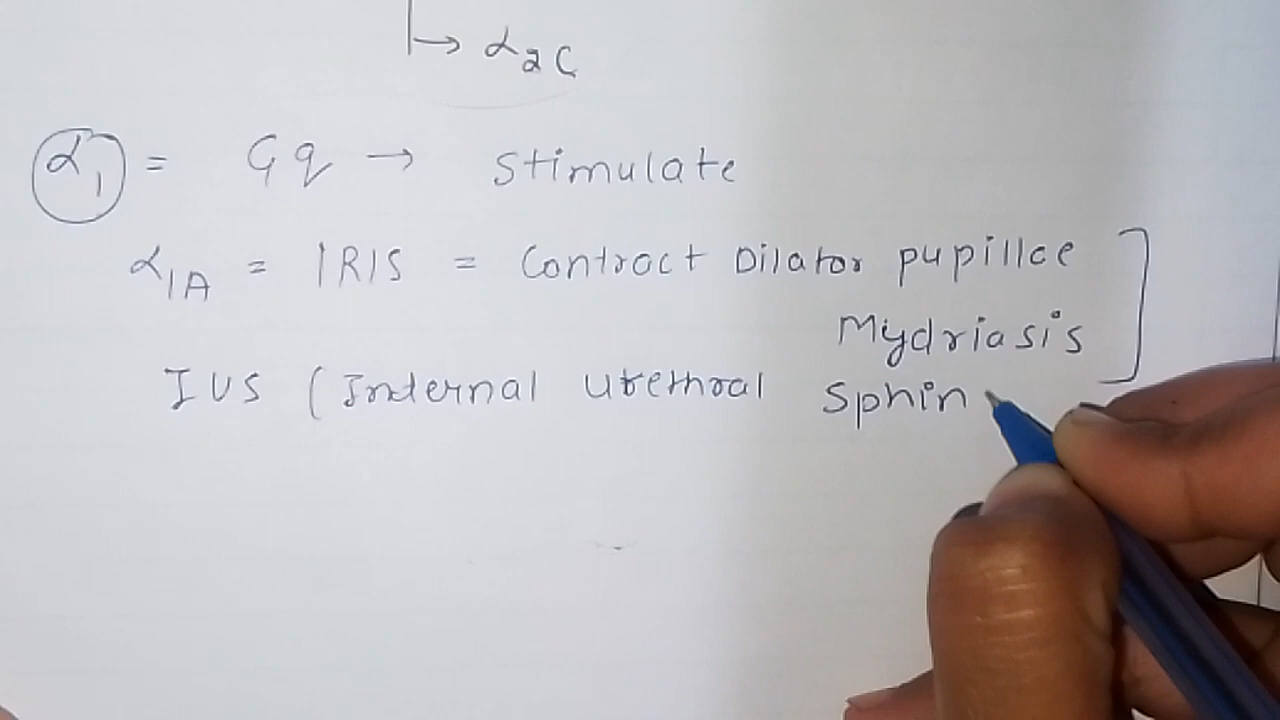 ↳ α2C
α1 = Gq → Stimulate
α1A = IRIS = Contract Dilator pupillae
Mydriasis
IUS (Internal urethral Sphin